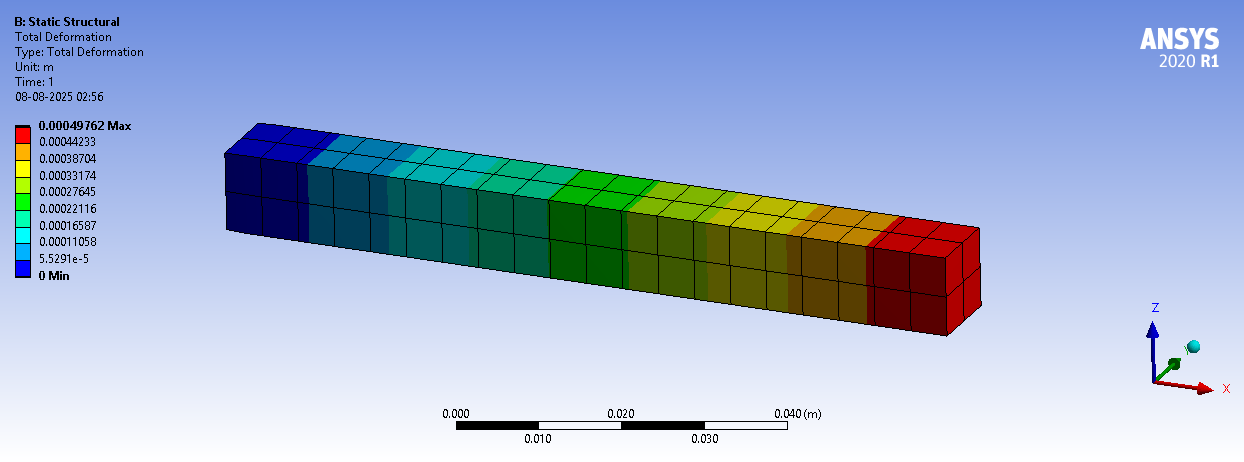 B: Static Structural
Total Deformation
Type: Total Deformation
Unit: m
Time: 1
08-08-2025 02:56
ANSYS
2020 R1
0.00049762 Max
0.00044233
0.00038704
0.00033174
0.00027645
0.00022116
0.00016587
0.00011058
5.5291e-5
0 Min
Z
Y
X
0.000 0.020 0.040 (m)
0.010 0.030